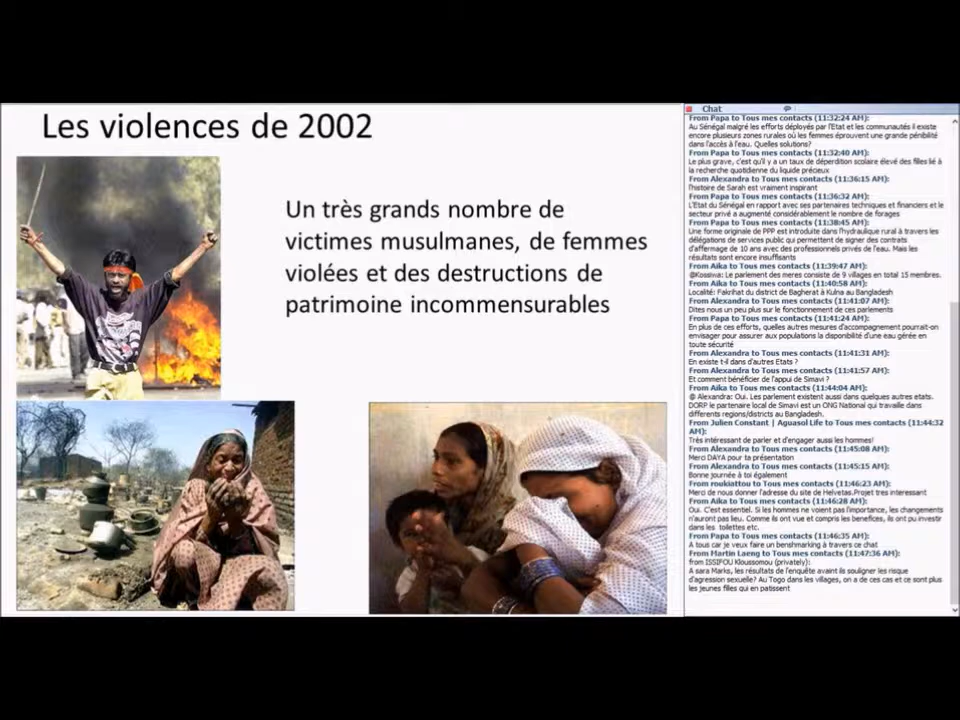 Les violences de 2002
Un très grands nombre de
victimes musulmanes, de femmes
violées et des destructions de
patrimoine incommensurables
Chat
From Papa to Tous mes contacts (11:32:24 AM):
Au Sénégal malgré les efforts déployés par l'Etat et les communautés il existe
encore plusieurs zones rurales où les femmes éprouvent une grande pénibilité
dans l'accès à l'eau. Quelles solutions?
From Papa to Tous mes contacts (11:32:40 AM):
Le plus grave, c'est qu'il y a un taux de déperdition scolaire élevé des filles lié à
la recherche quotidienne du liquide précieux
From Alexandra to Tous mes contacts (11:36:15 AM):
l'histoire de Sarah est vraiment inspirant
From Papa to Tous mes contacts (11:36:32 AM):
L'Etat du Sénégal en rapport avec ses partenaires techniques et financiers et le
secteur privé a augmenté considérablement le nombre de forages
From Papa to Tous mes contacts (11:38:45 AM):
Une forme originale de PPP est introduite dans l'hydraulique rural à travers les
délégations de services public qui permettent de signer des contrats
d'affermage de 10 ans avec des professionnels privés de l'eau. Mais les
résultats sont encore insuffisants
From Aika to Tous mes contacts (11:39:47 AM):
@Kossiwa: Le parlement des meres consiste de 9 villages en total 15 membres.
From Aika to Tous mes contacts (11:40:58 AM):
Localité: Fakrihat du district de Bagherat à Kulna au Bangladesh
From Alexandra to Tous mes contacts (11:41:07 AM):
Dites nous un peu plus sur le fonctionnement de ces parlements
From Papa to Tous mes contacts (11:41:24 AM):
En plus de ces efforts, quelles autres mesures d'accompagnement pourrait-on
envisager pour assurer aux populations la disponibilité d'une eau gérée en
toute sécurité
From Alexandra to Tous mes contacts (11:41:31 AM):
En existe t-il dans d'autres Etats ?
From Alexandra to Tous mes contacts (11:41:57 AM):
Et comment bénéficier de l'appui de Simavi ?
From Aika to Tous mes contacts (11:44:04 AM):
@ Alexandra: Oui. Les parlement existent aussi dans quelques autres etats.
DORP le partenaire local de Simavi est un ONG National qui travaille dans
differents regions/districts au Bangladesh.
From Julien Constant | Aguasol Life to Tous mes contacts (11:44:32
AM):
Très intéressant de parler et d'engager aussi les hommes!
From Alexandra to Tous mes contacts (11:45:08 AM):
Merci DAYA pour ta présentation
From Alexandra to Tous mes contacts (11:45:15 AM):
Bonne journée à toi également
From roukiattou to Tous mes contacts (11:46:23 AM):
Merci de nous donner l'adresse du site de Helvetas.Projet tres interessant
From Aika to Tous mes contacts (11:46:28 AM):
Oui. C'est essentiel. Si les hommes ne voient pas l'importance, les changements
n'auront pas lieu. Comme ils ont vue et compris les benefices, ils ont pu investir
dans les toilettes etc.
From Papa to Tous mes contacts (11:46:35 AM):
A tous car je veux faire un benshmarking à travers ce chat
From Martin Laeng to Tous mes contacts (11:47:36 AM):
from ISSIFOU Kloussomou (privately):
A sara Marks, les résultats de l'enquête avaint ils souligner les risque
d'agression sexuelle? Au Togo dans les villages, on a de ces cas et ce sont plus
les jeunes filles qui en patissent